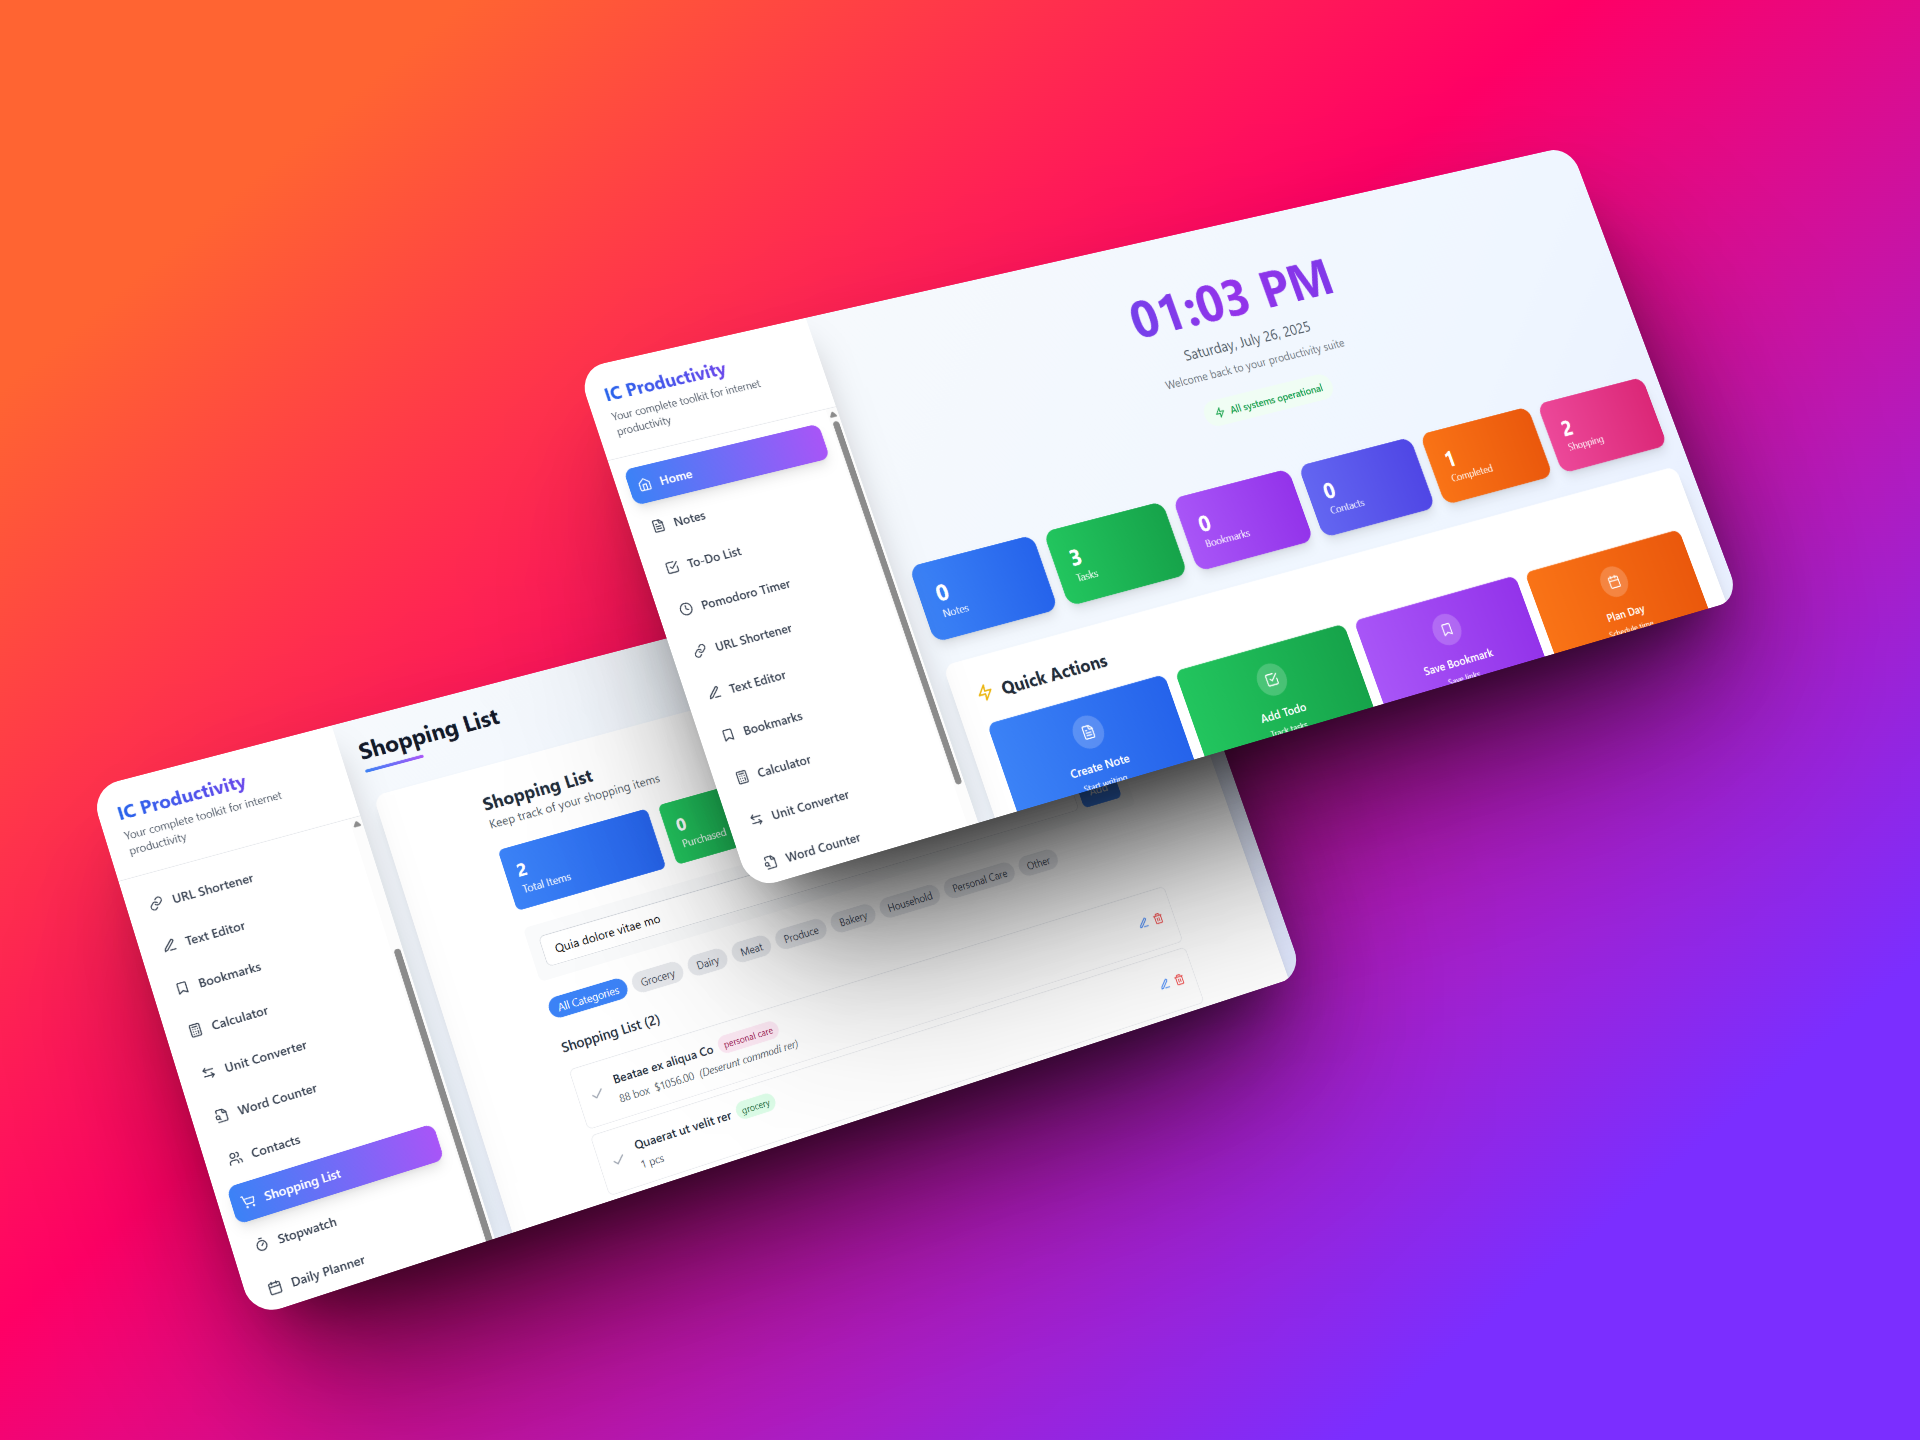 IC Productivity
Your complete toolkit for internet
productivity
Home
Notes
To-Do List
Pomodoro Timer
URL Shortener
Text Editor
Bookmarks
Calculator
Unit Converter
Word Counter
01:03 PM
Saturday, July 26, 2025
Welcome back to your productivity suite
All systems operational
0
Notes
3
Tasks
0
Bookmarks
0
Contacts
1
Completed
2
Shopping
Quick Actions
Create Note
Start writing
Add Todo
Track tasks
Save Bookmark
Save links
Plan Day
Schedule time
IC Productivity
Your complete toolkit for internet
productivity
URL Shortener
Text Editor
Bookmarks
Calculator
Unit Converter
Word Counter
Contacts
Shopping List
Stopwatch
Daily Planner
Shopping List
Shopping List
Keep track of your shopping items
2
Total Items
0
Purchased
Quia dolore vitae mo
Add
All Categories
Grocery
Dairy
Meat
Produce
Bakery
Household
Personal Care
Other
Shopping List (2)
Beatae ex aliqua Co personal care
88 box $1056.00 (Deserunt commodi rer)
Quaerat ut velit rer grocery
1 pcs